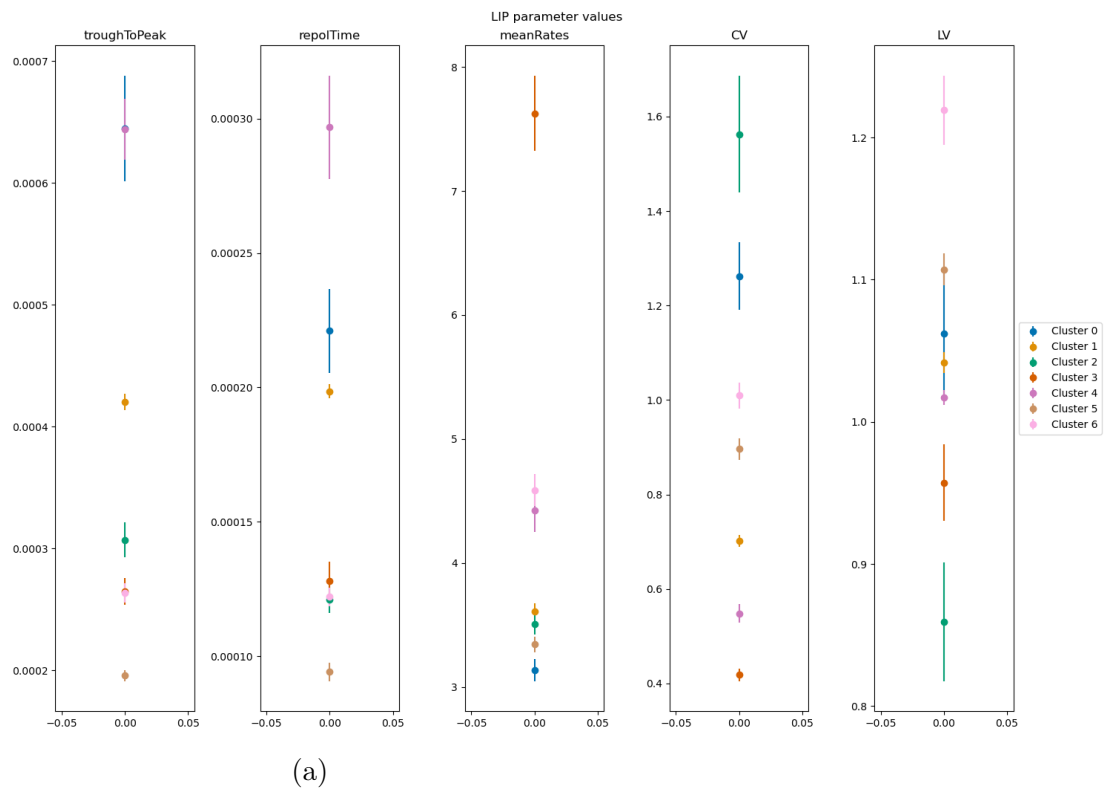 LIP parameter values
troughToPeak
0.0007
0.0006
0.0005
0.0004
0.0003
0.0002
−0.05 0.00 0.05
repolTime
0.00030
0.00025
0.00020
0.00015
0.00010
−0.05 0.00 0.05
meanRates
8
7
6
5
4
3
−0.05 0.00 0.05
CV
1.6
1.4
1.2
1.0
0.8
0.6
0.4
−0.05 0.00 0.05
LV
1.2
1.1
1.0
0.9
0.8
−0.05 0.00 0.05
Cluster 0
Cluster 1
Cluster 2
Cluster 3
Cluster 4
Cluster 5
Cluster 6
(a)